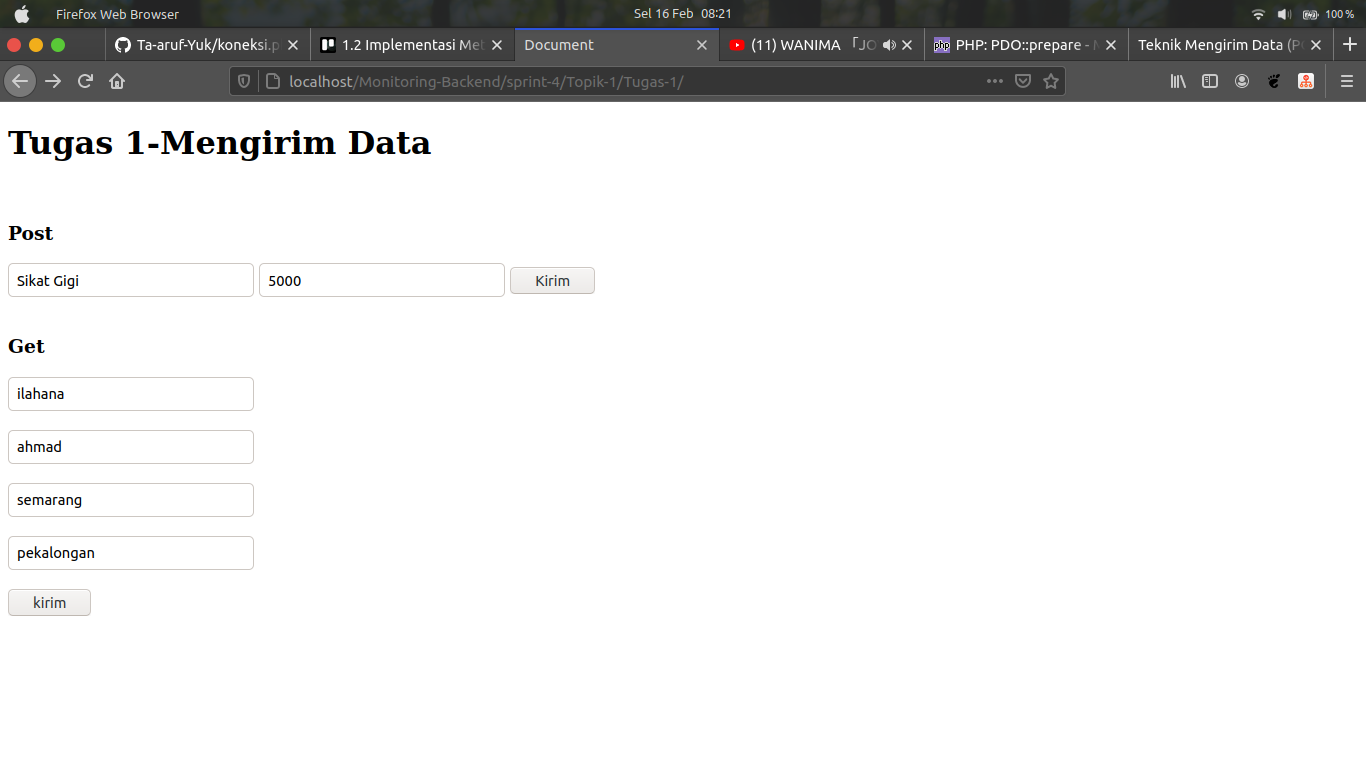 Firefox Web Browser
Sel 16 Feb 08:21
100 %
Ta-aruf-Yuk/koneksi.p
1.2 Implementasi Met
Document
(11) WANIMA 「JO
PHP: PDO::prepare - M
Teknik Mengirim Data (PO
localhost/Monitoring-Backend/sprint-4/Topik-1/Tugas-1/
Tugas 1-Mengirim Data
Post
Sikat Gigi
5000
Kirim
Get
ilahana
ahmad
semarang
pekalongan
kirim